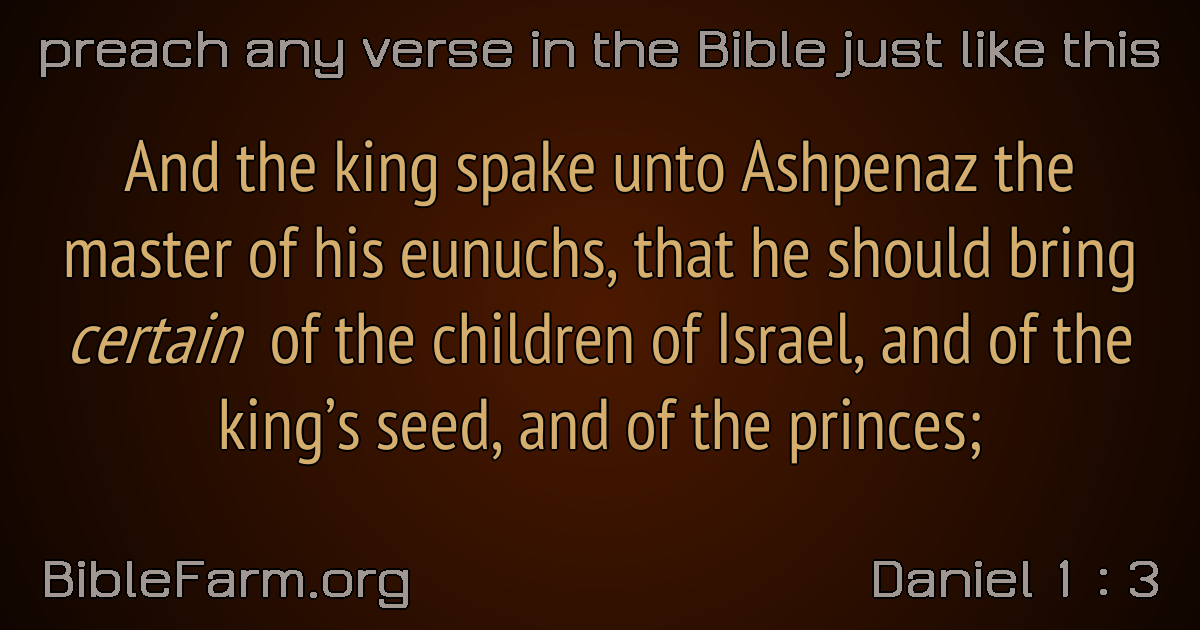 preach any verse in the Bible just like this
And the king spake unto Ashpenaz the
master of his eunuchs, that he should bring
certain of the children of Israel, and of the
king’s seed, and of the princes;
BibleFarm.org
Daniel 1 : 3